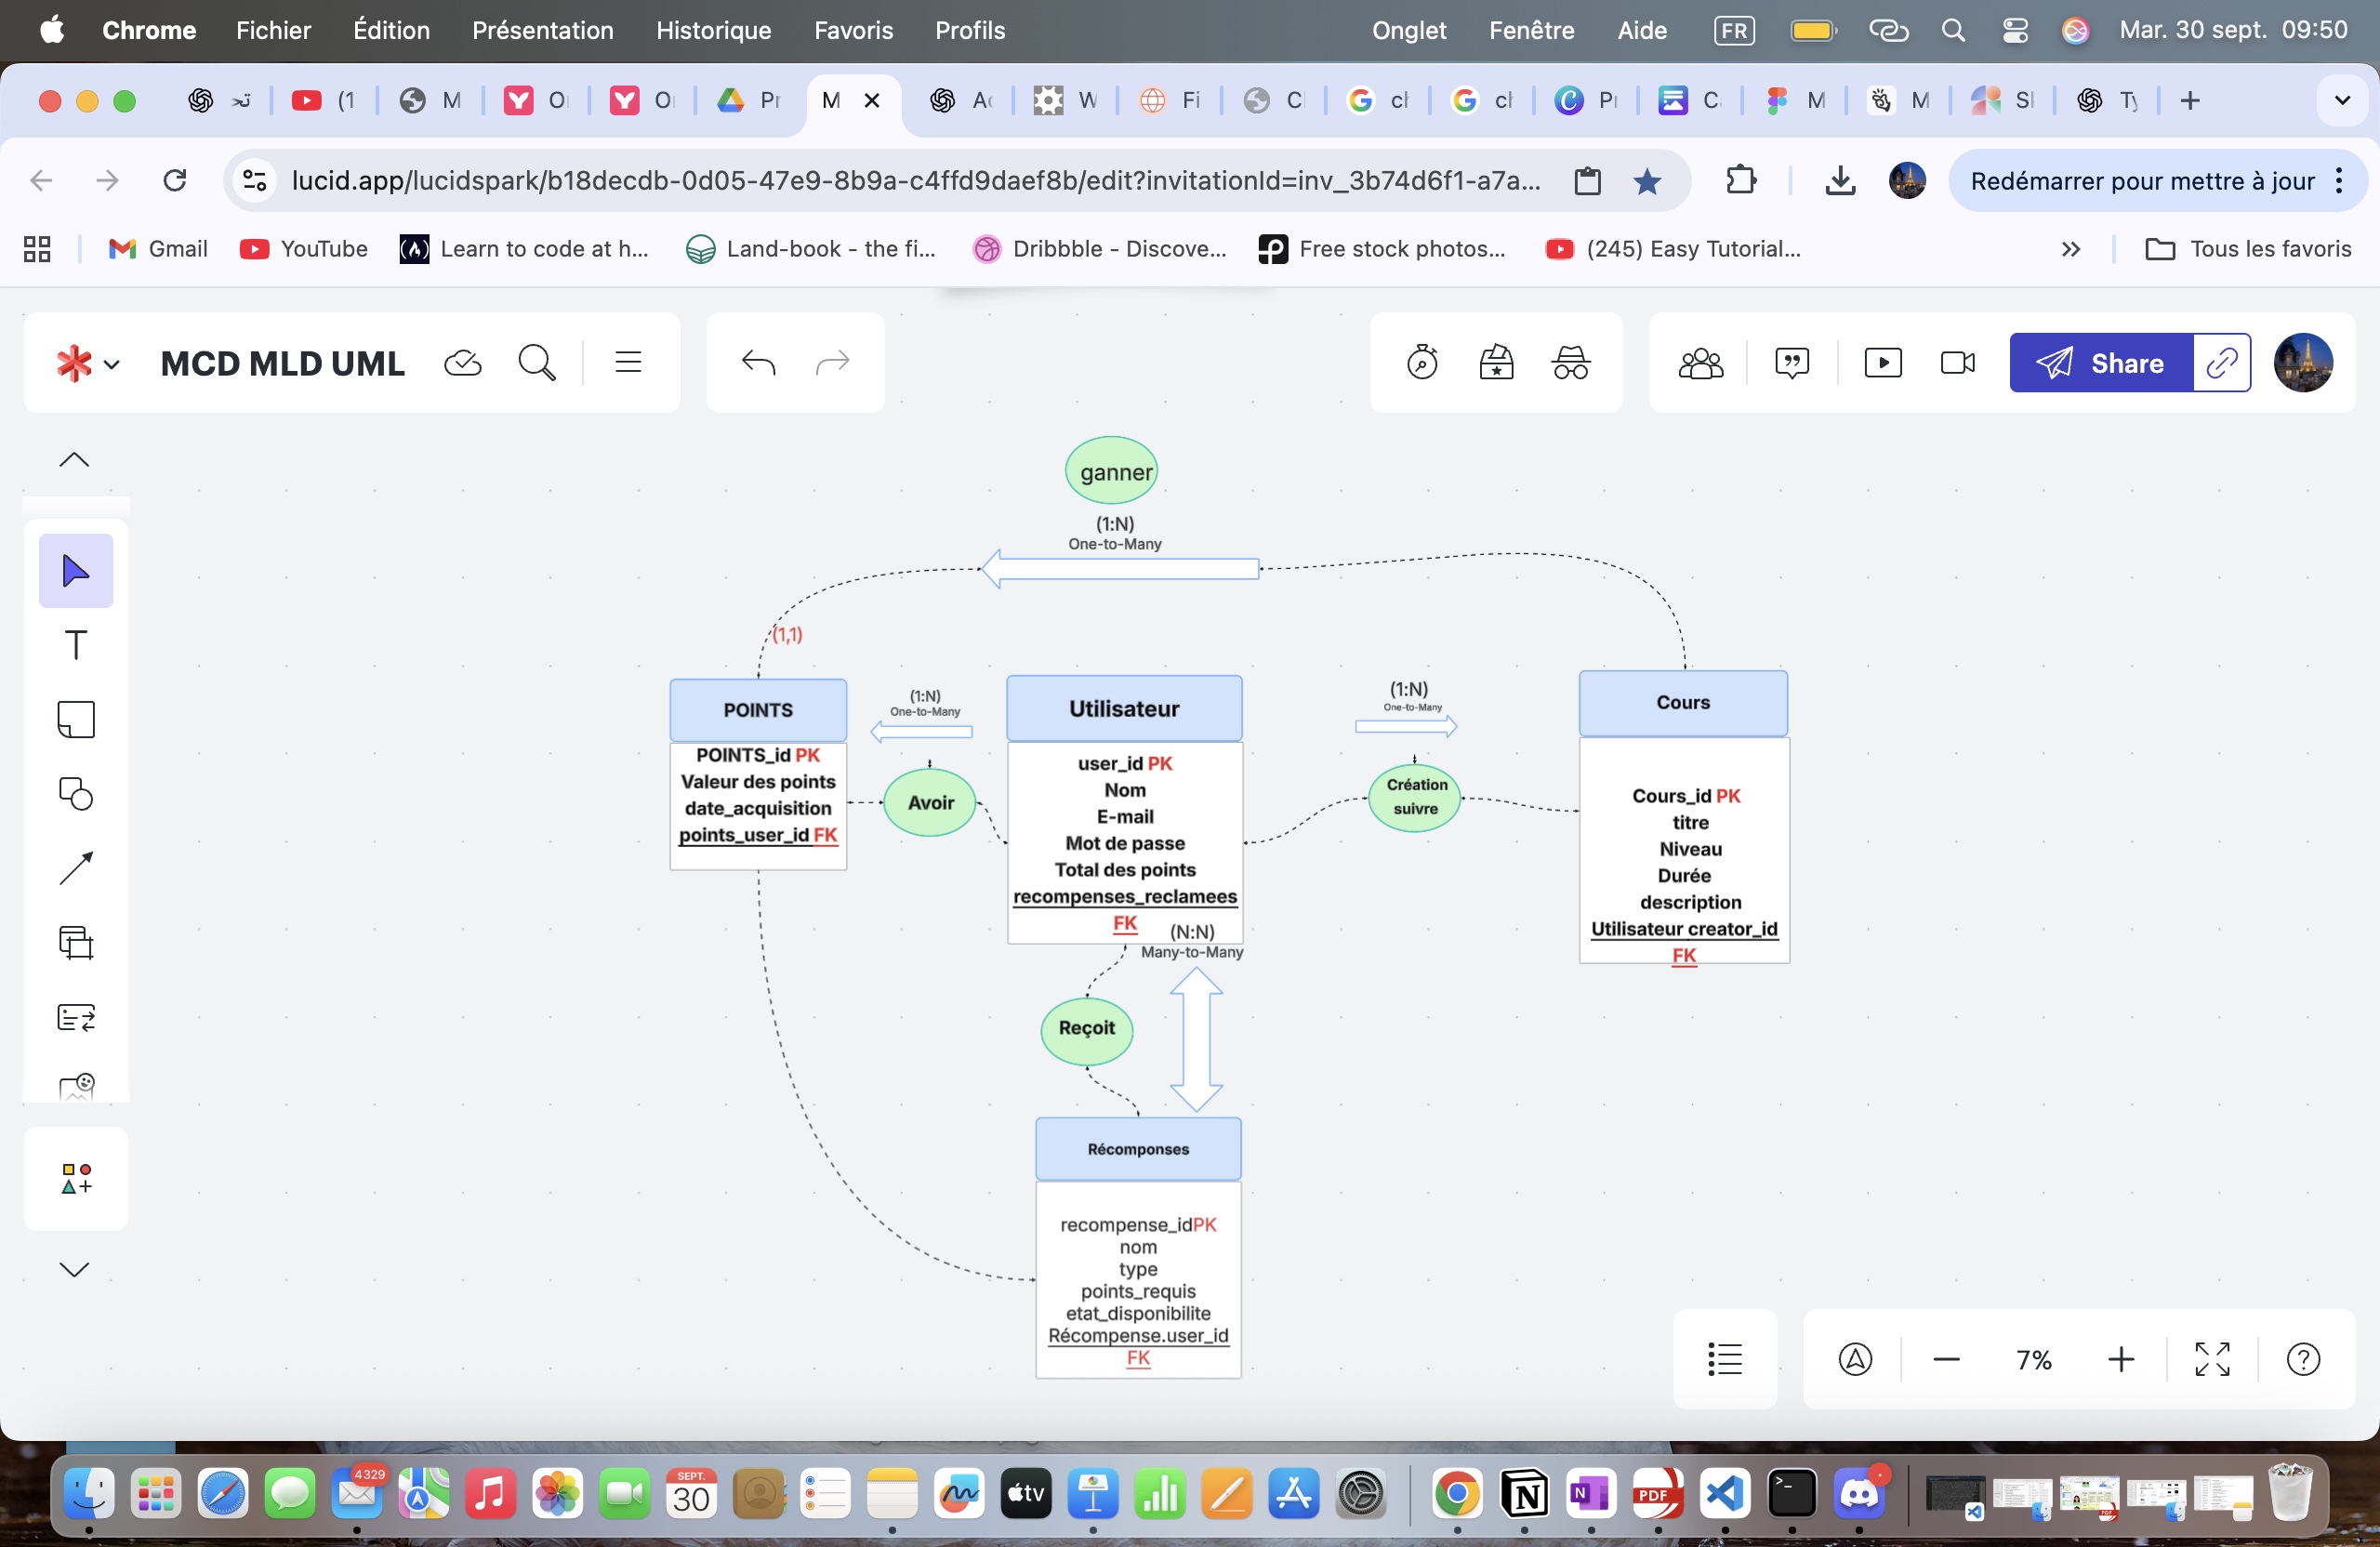 Chrome Fichier Édition Présentation Historique Favoris Profils Onglet Fenêtre Aide FR Mar. 30 sept. 09:50
(1 M O O Pr M A W Fi C cl cl Pr C M M Sl Ty
lucid.app/lucidspark/b18decdb-0d05-47e9-8b9a-c4ffd9daef8b/edit?invitationId=inv_3b74d6f1-a7a... Redémarrer pour mettre à jour
Gmail YouTube Learn to code at h... Land-book - the fi... Dribbble - Discove... Free stock photos... (245) Easy Tutorial... Tous les favoris
MCD MLD UML Share
ganner
(1:N)
One-to-Many
(1,1)
POINTS
POINTS_id PK
Valeur des points
date_acquisition
points_user_id FK
(1:N)
One-to-Many
Avoir
Utilisateur
user_id PK
Nom
E-mail
Mot de passe
Total des points
recompenses_reclamees
FK
(1:N)
One-to-Many
Création
suivre
Cours
Cours_id PK
titre
Niveau
Durée
description
Utilisateur creator_id
FK
(N:N)
Many-to-Many
Reçoit
Récomponses
recompense_idPK
nom
type
points_requis
etat_disponibilite
Récompense.user_id
FK
7%
4329
SEPT.
30
tv
PDF